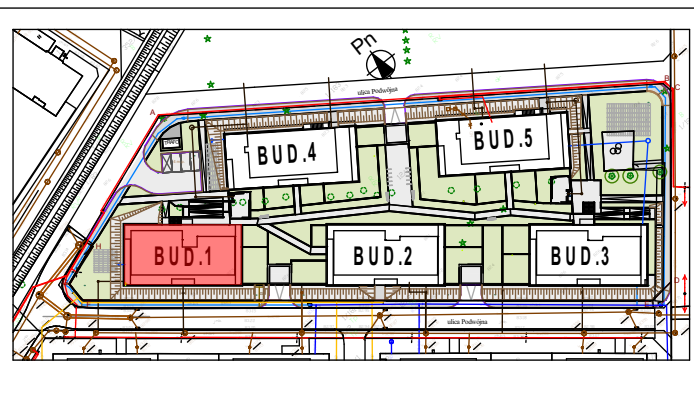 Pn
B
C
ulica Podwójna
A
BUD.4
BUD.5
H
BUD.1
BUD.2
BUD.3
D
ulica Podwójna